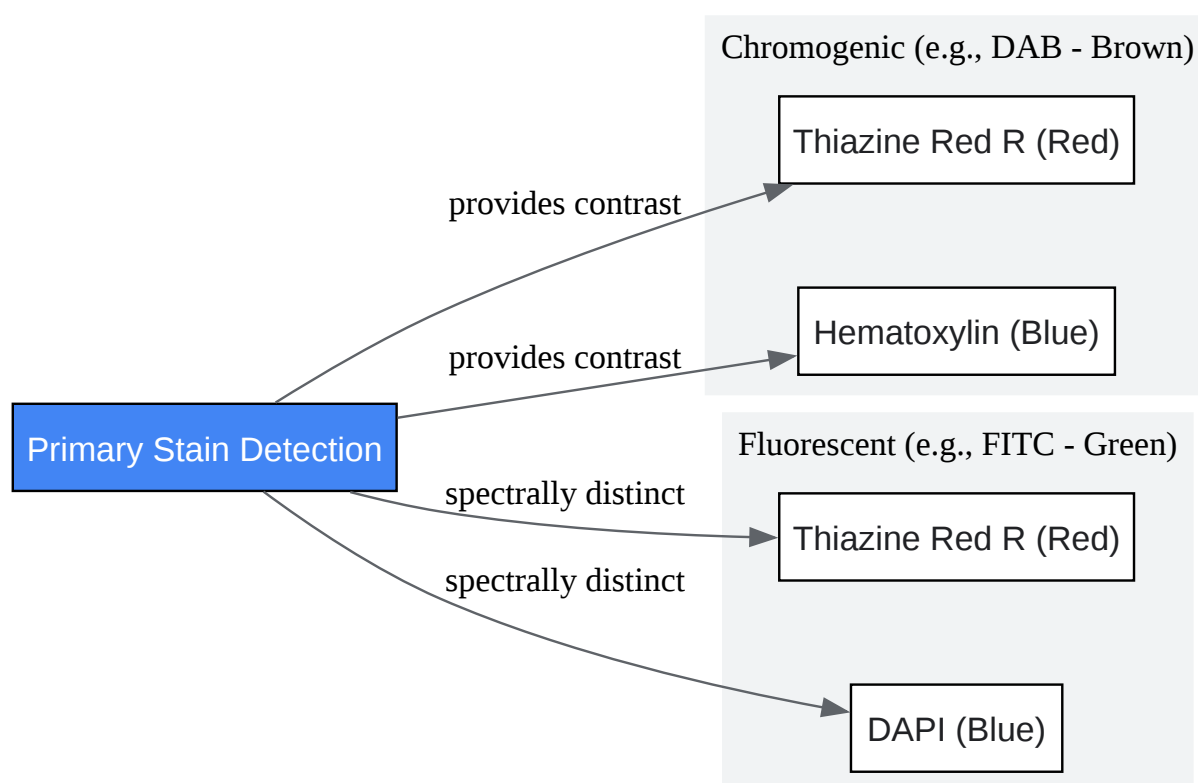 Chromogenic (e.g., DAB - Brown)
Thiazine Red R (Red)
provides contrast
Hematoxylin (Blue)
provides contrast
Primary Stain Detection
Fluorescent (e.g., FITC - Green)
spectrally distinct
Thiazine Red R (Red)
spectrally distinct
DAPI (Blue)